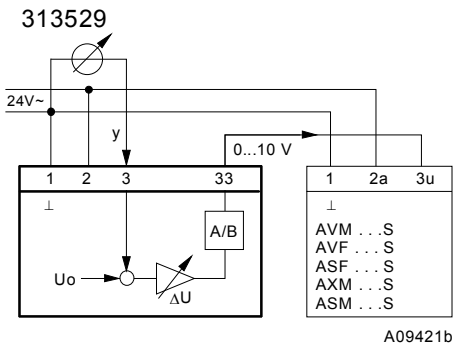 313529
24V~
y
0...10 V
1 2 3 33
1 2a 3u
⊥
⊥
A/B
AVM . . . S
AVF . . . S
ASF . . . S
AXM . . . S
ASM . . . S
Uo
ΔU
A09421b